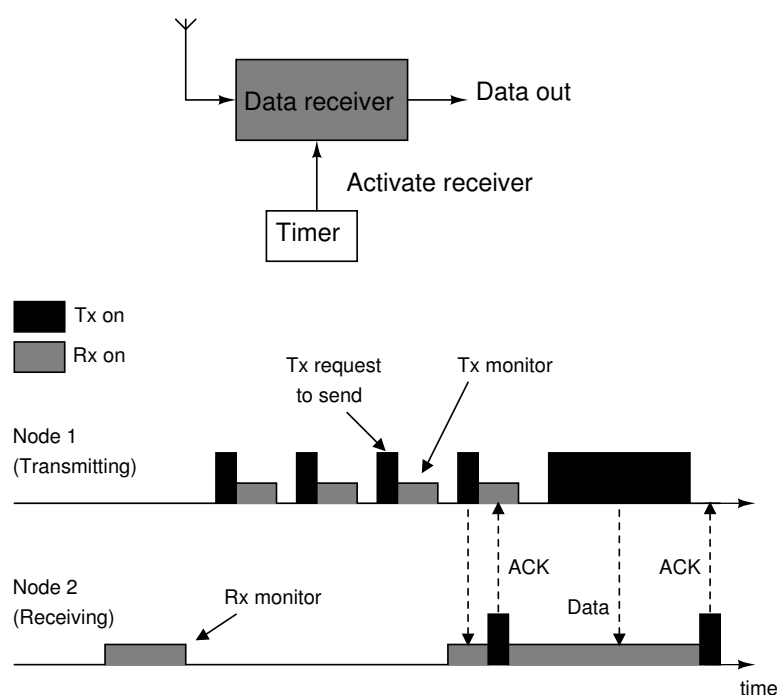 Data receiver
Data out
Activate receiver
Timer
Tx on
Rx on
Tx request
to send
Tx monitor
Node 1
(Transmitting)
ACK
ACK
Node 2
(Receiving)
Rx monitor
Data
time